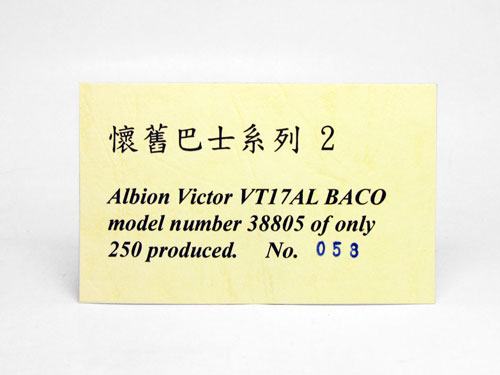 懷舊巴士系列 2
Albion Victor VT17AL BACO
model number 38805 of only
250 produced. No. 058